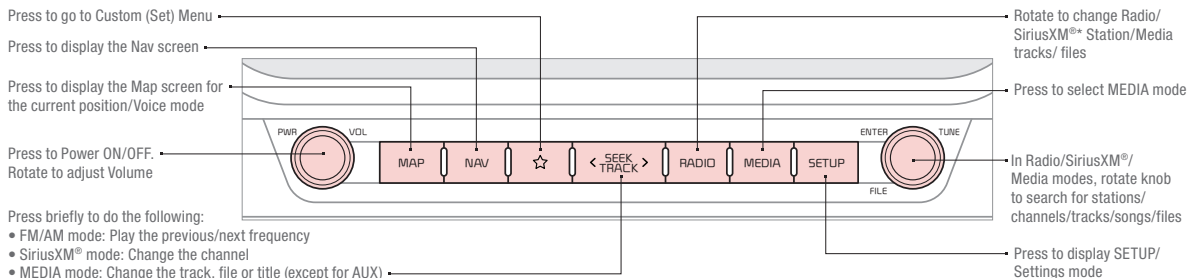 Press to go to Custom (Set) Menu
Press to display the Nav screen
Press to display the Map screen for
the current position/Voice mode
Press to Power ON/OFF.
Rotate to adjust Volume
Press briefly to do the following:
• FM/AM mode: Play the previous/next frequency
• SiriusXM® mode: Change the channel
• MEDIA mode: Change the track, file or title (except for AUX)
PWR
VOL
MAP
NAV
< SEEK >
TRACK
RADIO
MEDIA
SETUP
ENTER
TUNE
FILE
Rotate to change Radio/
SiriusXM®* Station/Media
tracks/ files
Press to select MEDIA mode
In Radio/SiriusXM®/
Media modes, rotate knob
to search for stations/
channels/tracks/songs/files
Press to display SETUP/
Settings mode